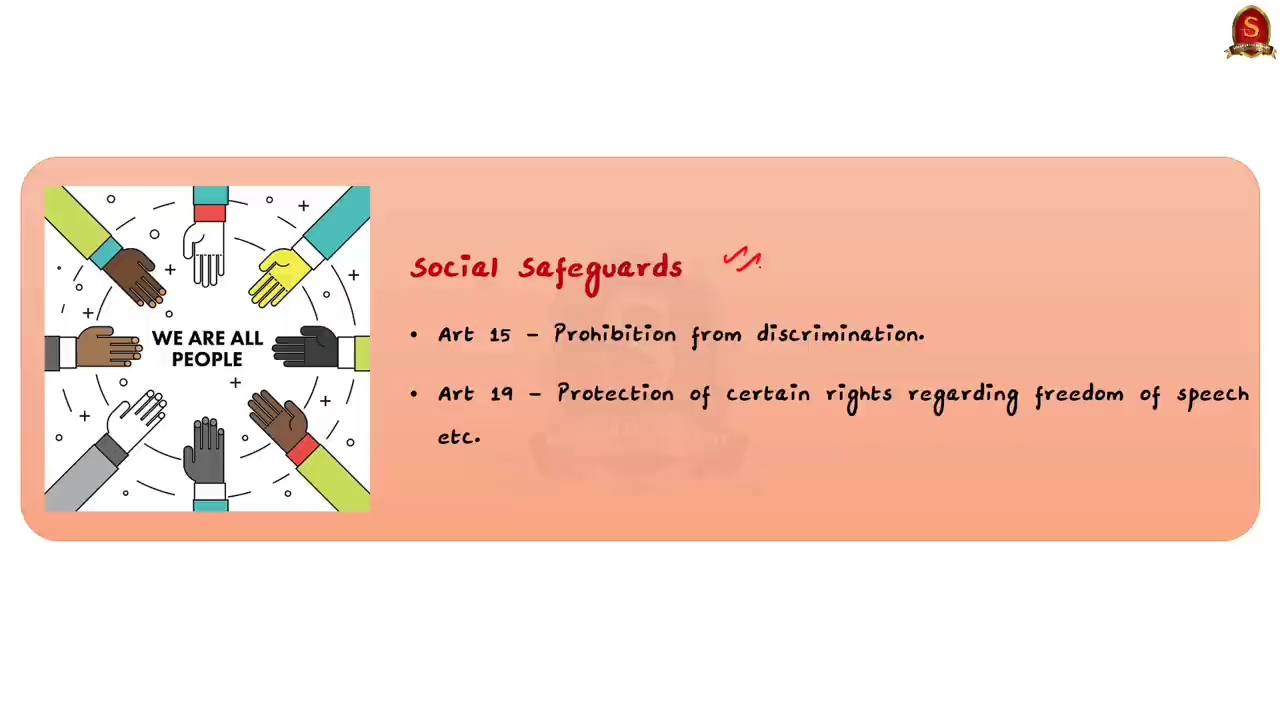 S
WE ARE ALL
PEOPLE
Social Safeguards
• Art 15 - Prohibition from discrimination.
• Art 19 - Protection of certain rights regarding freedom of speech
etc.